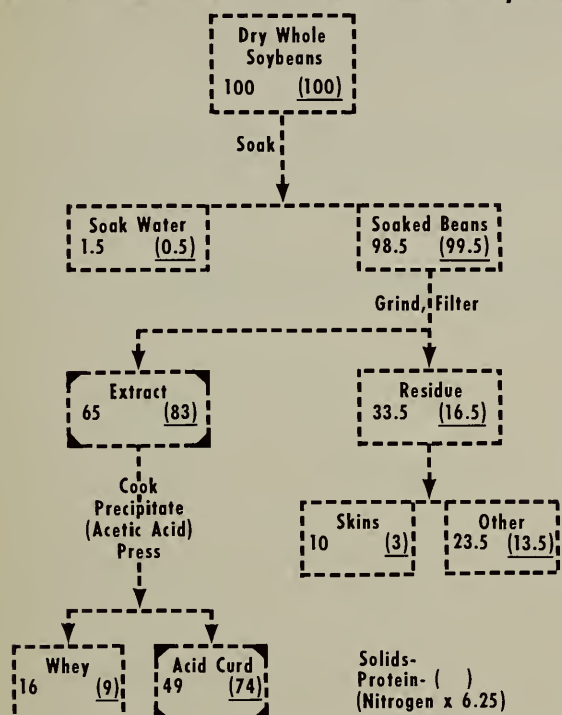 Dry Whole
Soybeans
100 (100)
Soak
Soak Water
1.5 (0.5)
Soaked Beans
98.5 (99.5)
Grind, Filter
Extract
65 (83)
Residue
33.5 (16.5)
Cook
Precipitate
(Acetic Acid)
Press
Skins
10 (3)
Other
23.5 (13.5)
Whey
16 (9)
Acid Curd
49 (74)
Solids-
Protein- ( )
(Nitrogen x 6.25)